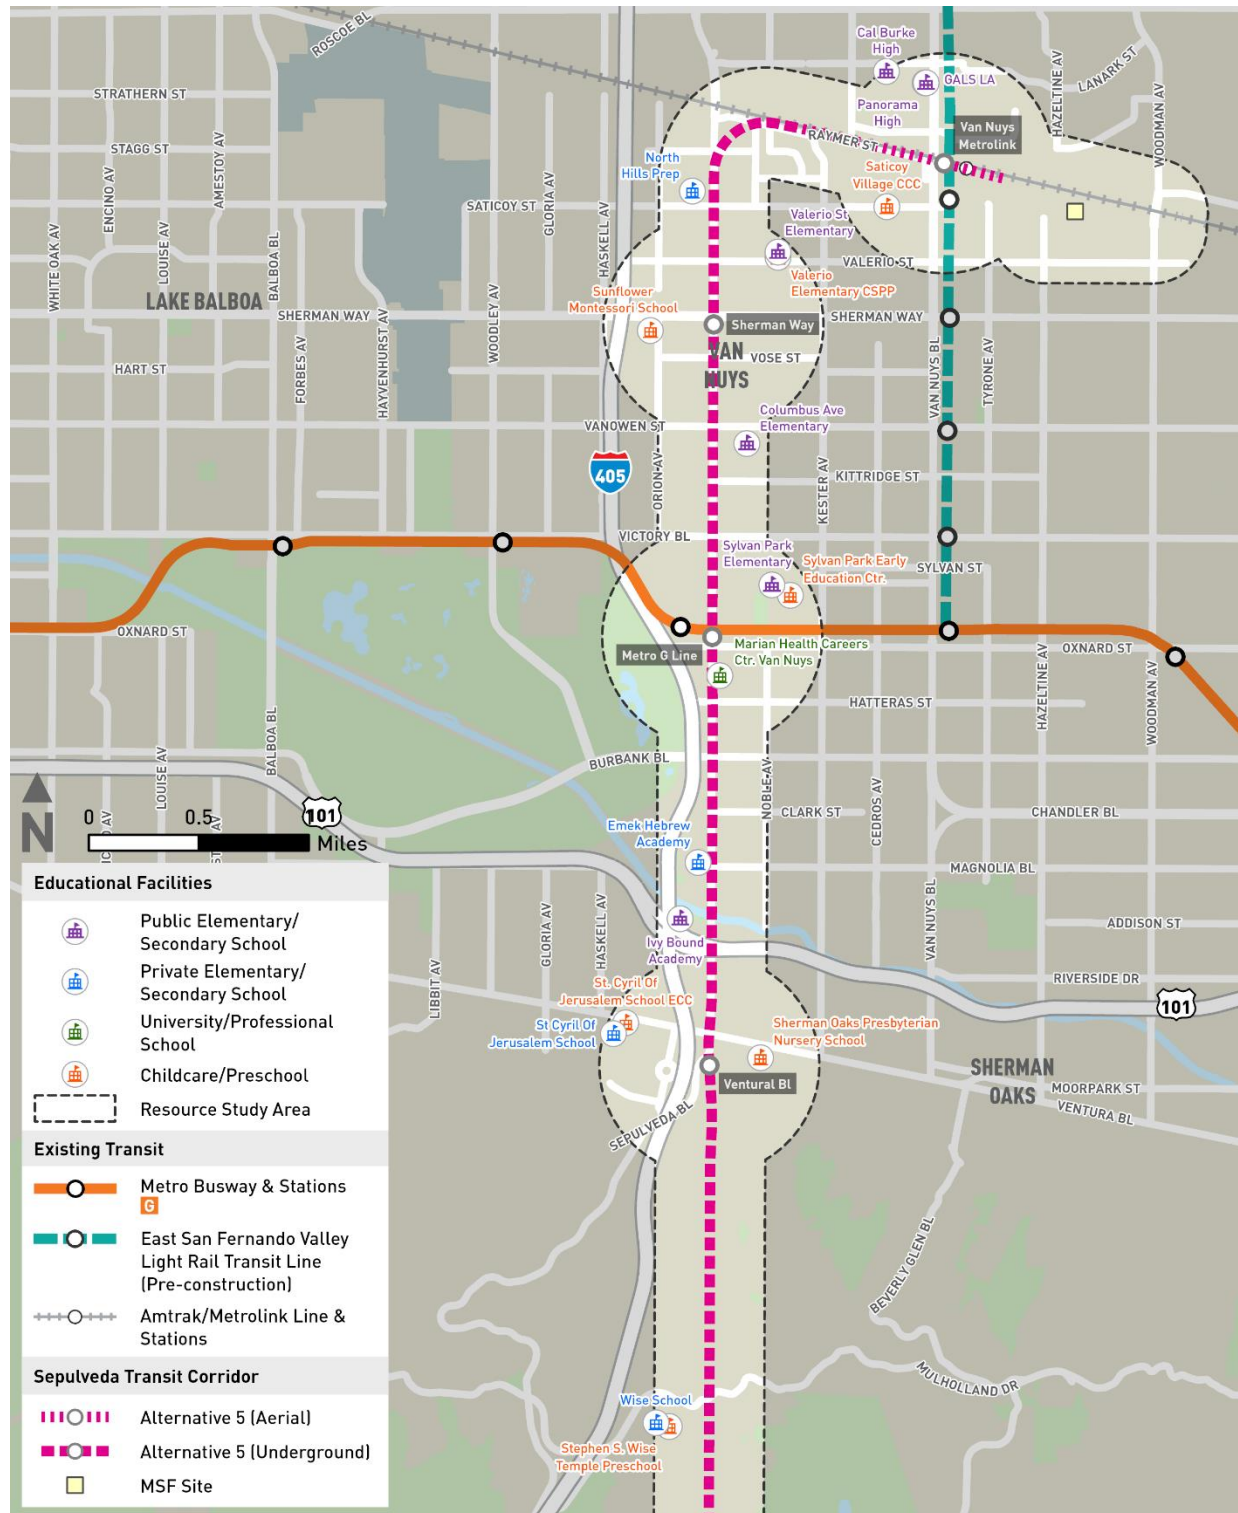 ROSCOE BL
Cal Burke
High
GALS LA
HAZELTINE AV
LANARK ST
STRATHERN ST
WOODMAN AV
Panorama
High
Van Nuys
Metrolink
RAYMER ST
STAGG ST
AMESTOY AV
North
Hills Prep
Saticoy
Village CCC
ENCINO AV
LOUISE AV
SATICOY ST
GLORIA AV
HASKELL AV
WHITE OAK AV
BALBOA BL
Valerio St
Elementary
VALERIO ST
Valerio
Elementary CSPP
LAKE BALBOA
WOODLEY AV
Sunflower
Montessori School
SHERMAN WAY
Sherman Way
SHERMAN WAY
VAN
NUYS
VOSE ST
HART ST
FORBES AV
HAYVENHURST AV
VAN NUYS BL
TYRONE AV
Columbus Ave
Elementary
VANOWEN ST
405
ORION AV
KESTER AV
KITTRIDGE ST
VICTORY BL
Sylvan Park
Elementary
Sylvan Park Early
Education Ctr.
SYLVAN ST
OXNARD ST
Metro G Line
Marian Health Careers
Ctr. Van Nuys
OXNARD ST
HATTERAS ST
HAZELTINE AV
WOODMAN AV
BALBOA BL
LOUISE AV
BURBANK BL
NOBLE AV
CEDROS AV
CLARK ST
CHANDLER BL
N
0
0.5
Miles
101
Emek Hebrew
Academy
MAGNOLIA BL
VAN NUYS BL
ADDISON ST
Ivy Bound
Academy
LIBBIT AV
GLORIA AV
HASKELL AV
RIVERSIDE DR
101
St. Cyril Of
Jerusalem School ECC
St Cyril Of
Jerusalem School
Sherman Oaks Presbyterian
Nursery School
Ventural Bl
SHERMAN
OAKS
MOORPARK ST
VENTURA BL
SEPULVEDA BL
BEVERLY GLEN BL
MULHOLLAND DR
Wise School
Stephen S. Wise
Temple Preschool
Educational Facilities
Public Elementary/
Secondary School
Private Elementary/
Secondary School
University/Professional
School
Childcare/Preschool
Resource Study Area
Existing Transit
Metro Busway & Stations
G
East San Fernando Valley
Light Rail Transit Line
(Pre-construction)
Amtrak/Metrolink Line &
Stations
Sepulveda Transit Corridor
Alternative 5 (Aerial)
Alternative 5 (Underground)
MSF Site